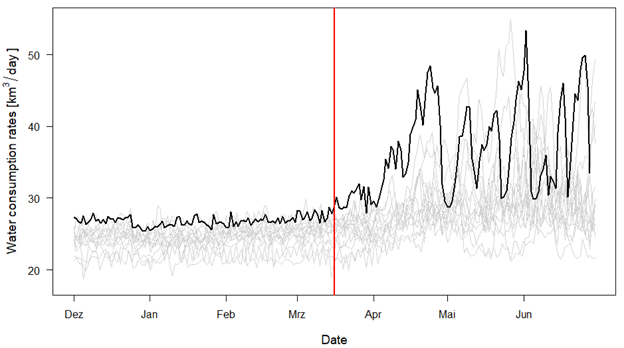 Water consumption rates [km³/day]
50
40
30
20
Dez Jan Feb Mrz Apr Mai Jun
Date